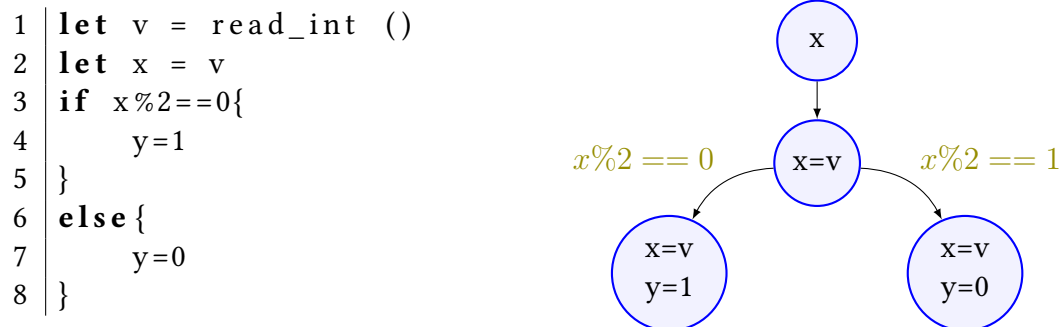 1 let v = read_int ()
2 let x = v
3 if x%2==0{
4 y=1
5 }
6 else{
7 y=0
8 }
x
x%2 == 0
x=v
x%2 == 1
x=v
y=1
x=v
y=0